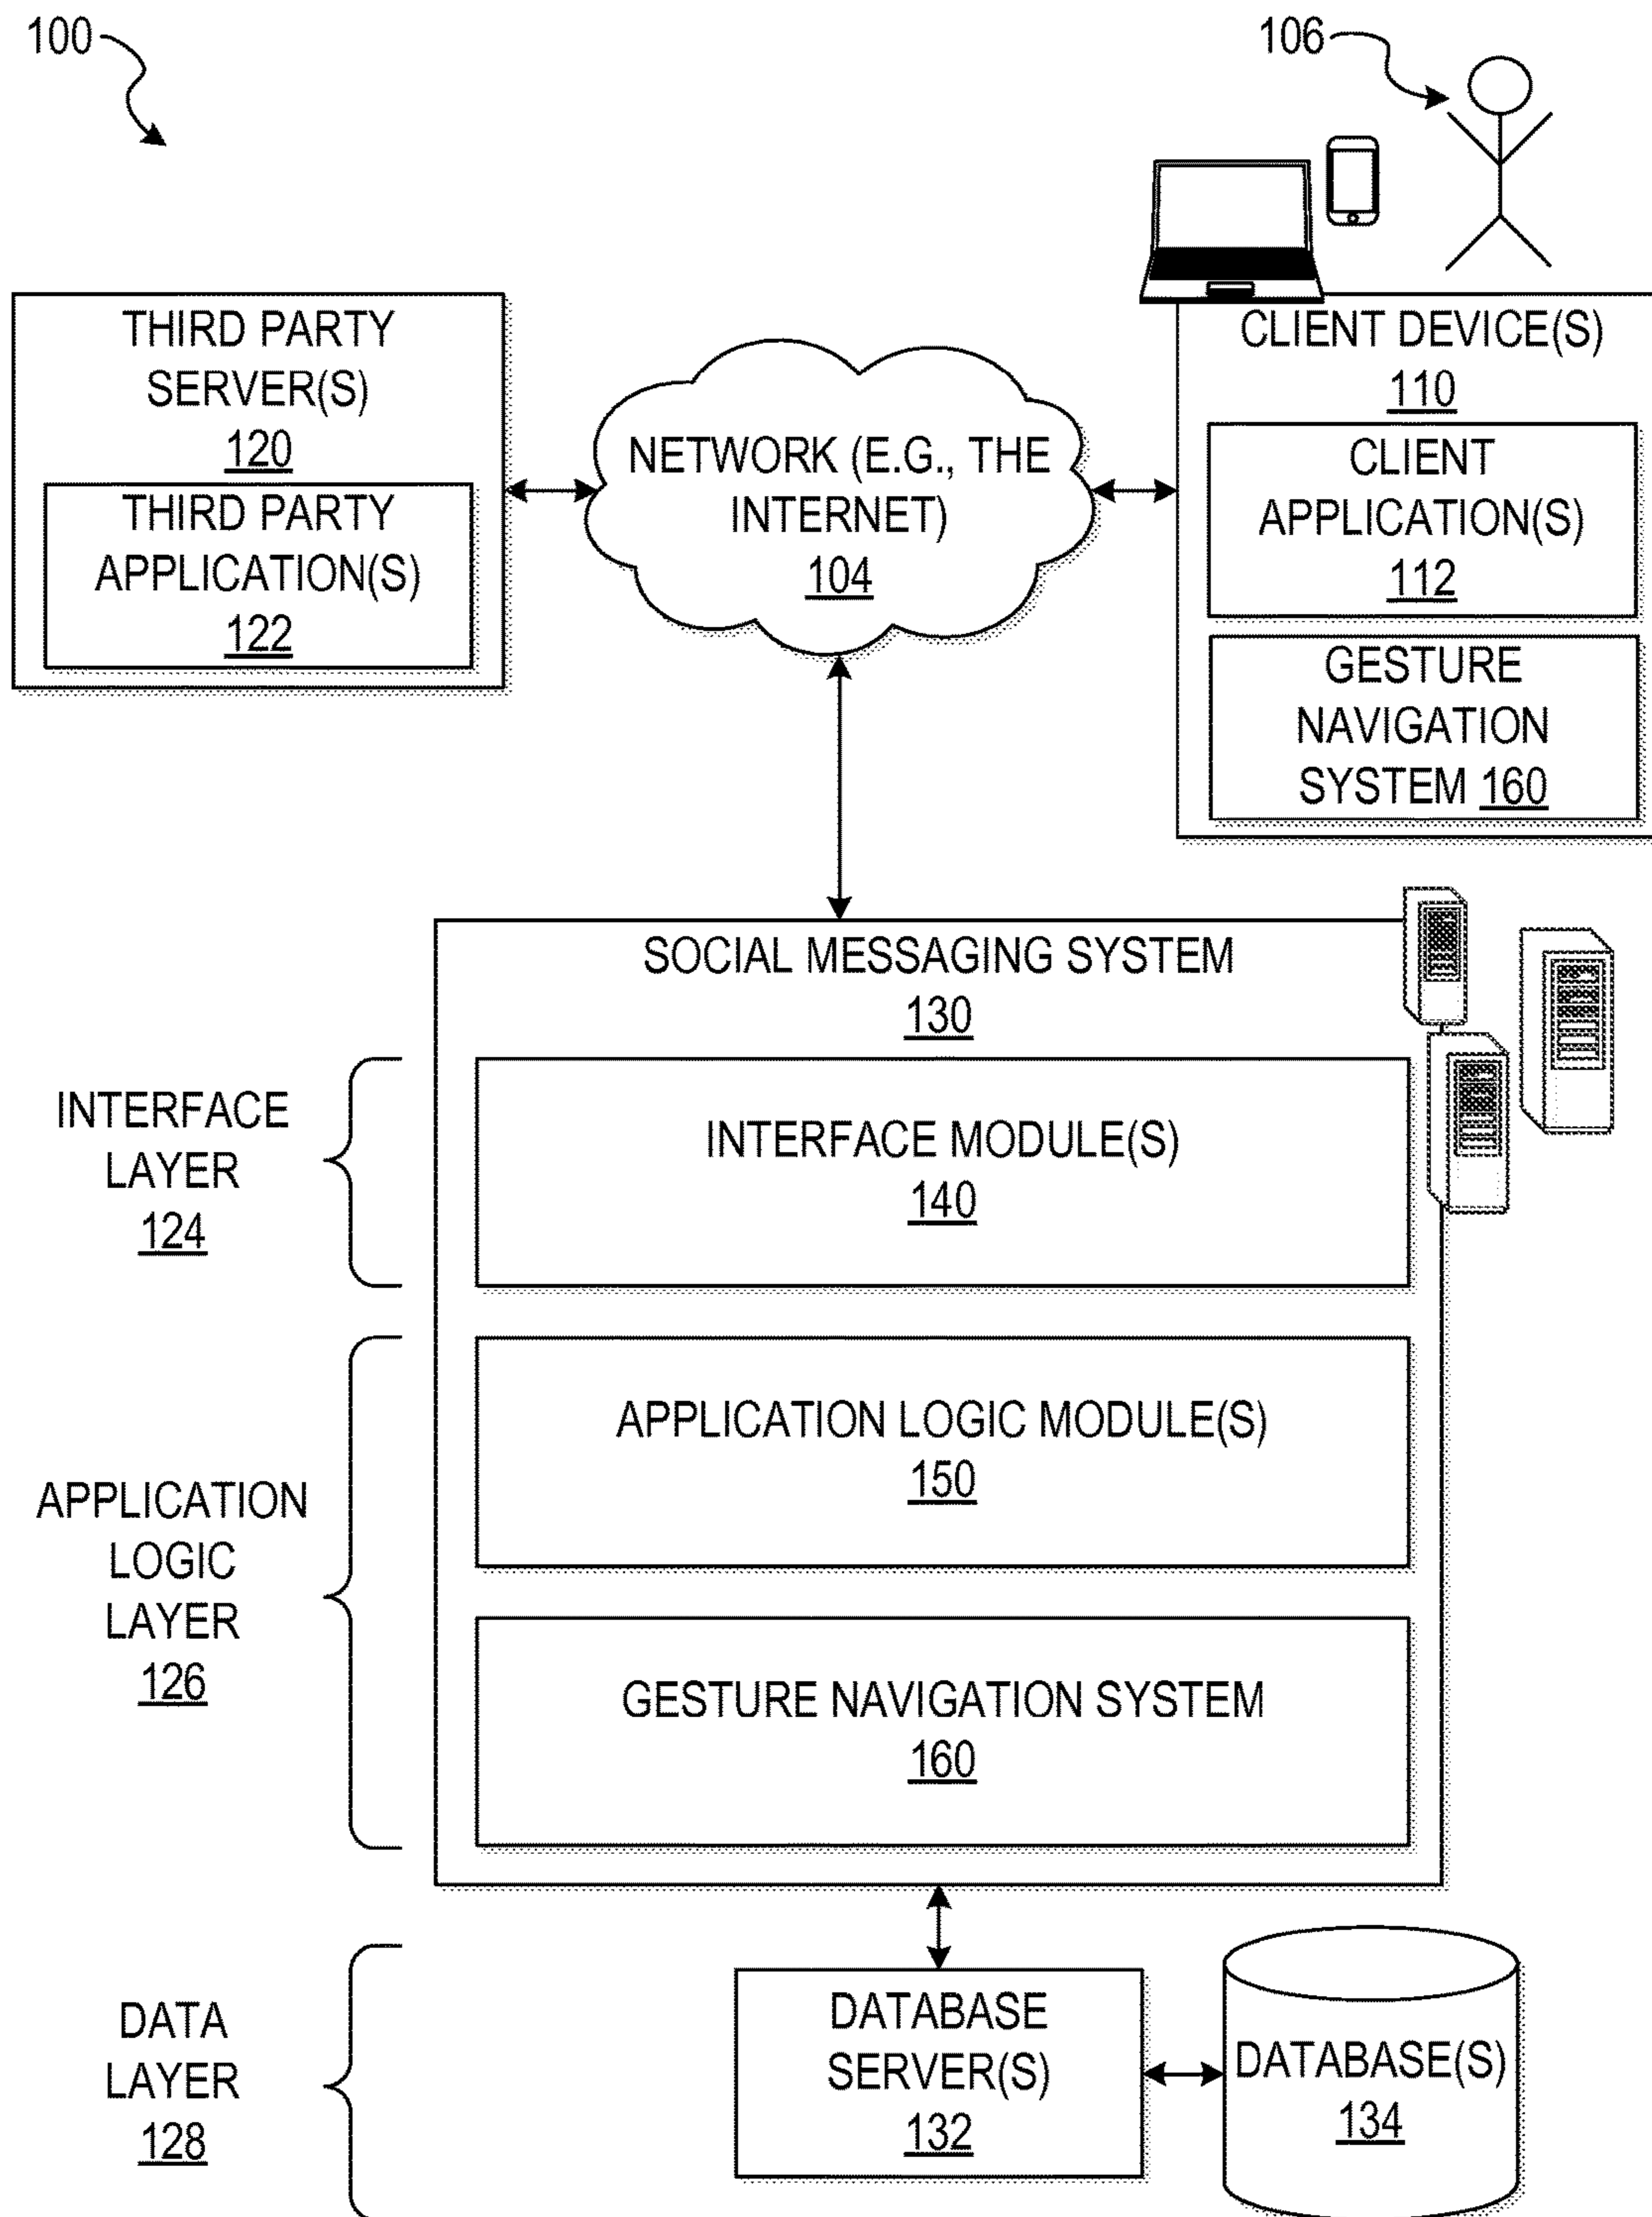 100
106
THIRD PARTY
SERVER(S)
120
THIRD PARTY
APPLICATION(S)
122
NETWORK (E.G., THE
INTERNET)
104
CLIENT DEVICE(S)
110
CLIENT
APPLICATION(S)
112
GESTURE
NAVIGATION
SYSTEM 160
SOCIAL MESSAGING SYSTEM
130
INTERFACE
LAYER
124
INTERFACE MODULE(S)
140
APPLICATION
LOGIC
LAYER
126
APPLICATION LOGIC MODULE(S)
150
GESTURE NAVIGATION SYSTEM
160
DATA
LAYER
128
DATABASE
SERVER(S)
132
DATABASE(S)
134